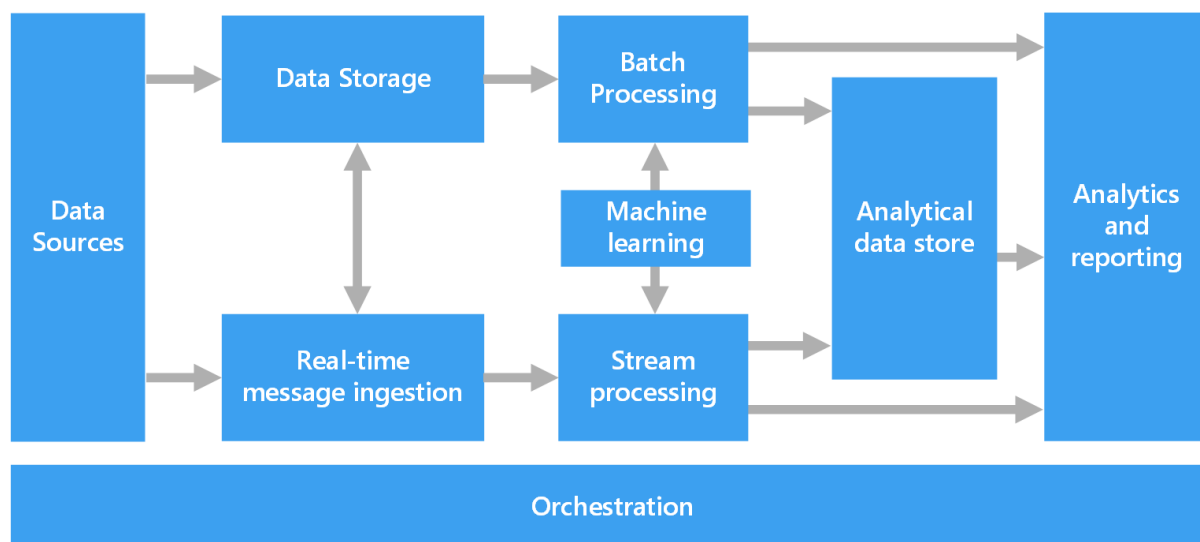 Data
Sources
Data Storage
Real-time
message ingestion
Batch
Processing
Machine
learning
Stream
processing
Analytical
data store
Analytics
and
reporting
Orchestration